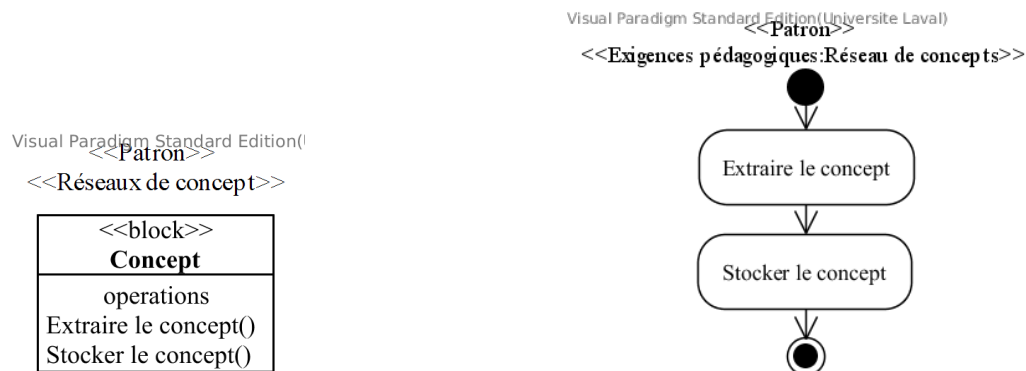 Visual Paradigm Standard Edition(
<<Patron>>
<<Réseaux de concept>>
<<block>>
Concept
operations
Extraire le concept()
Stocker le concept()
Visual Paradigm Standard Edition(Universite Laval)
<<Patron>>
<<Exigences pédagogiques:Réseau de concepts>>
Extraire le concept
Stocker le concept